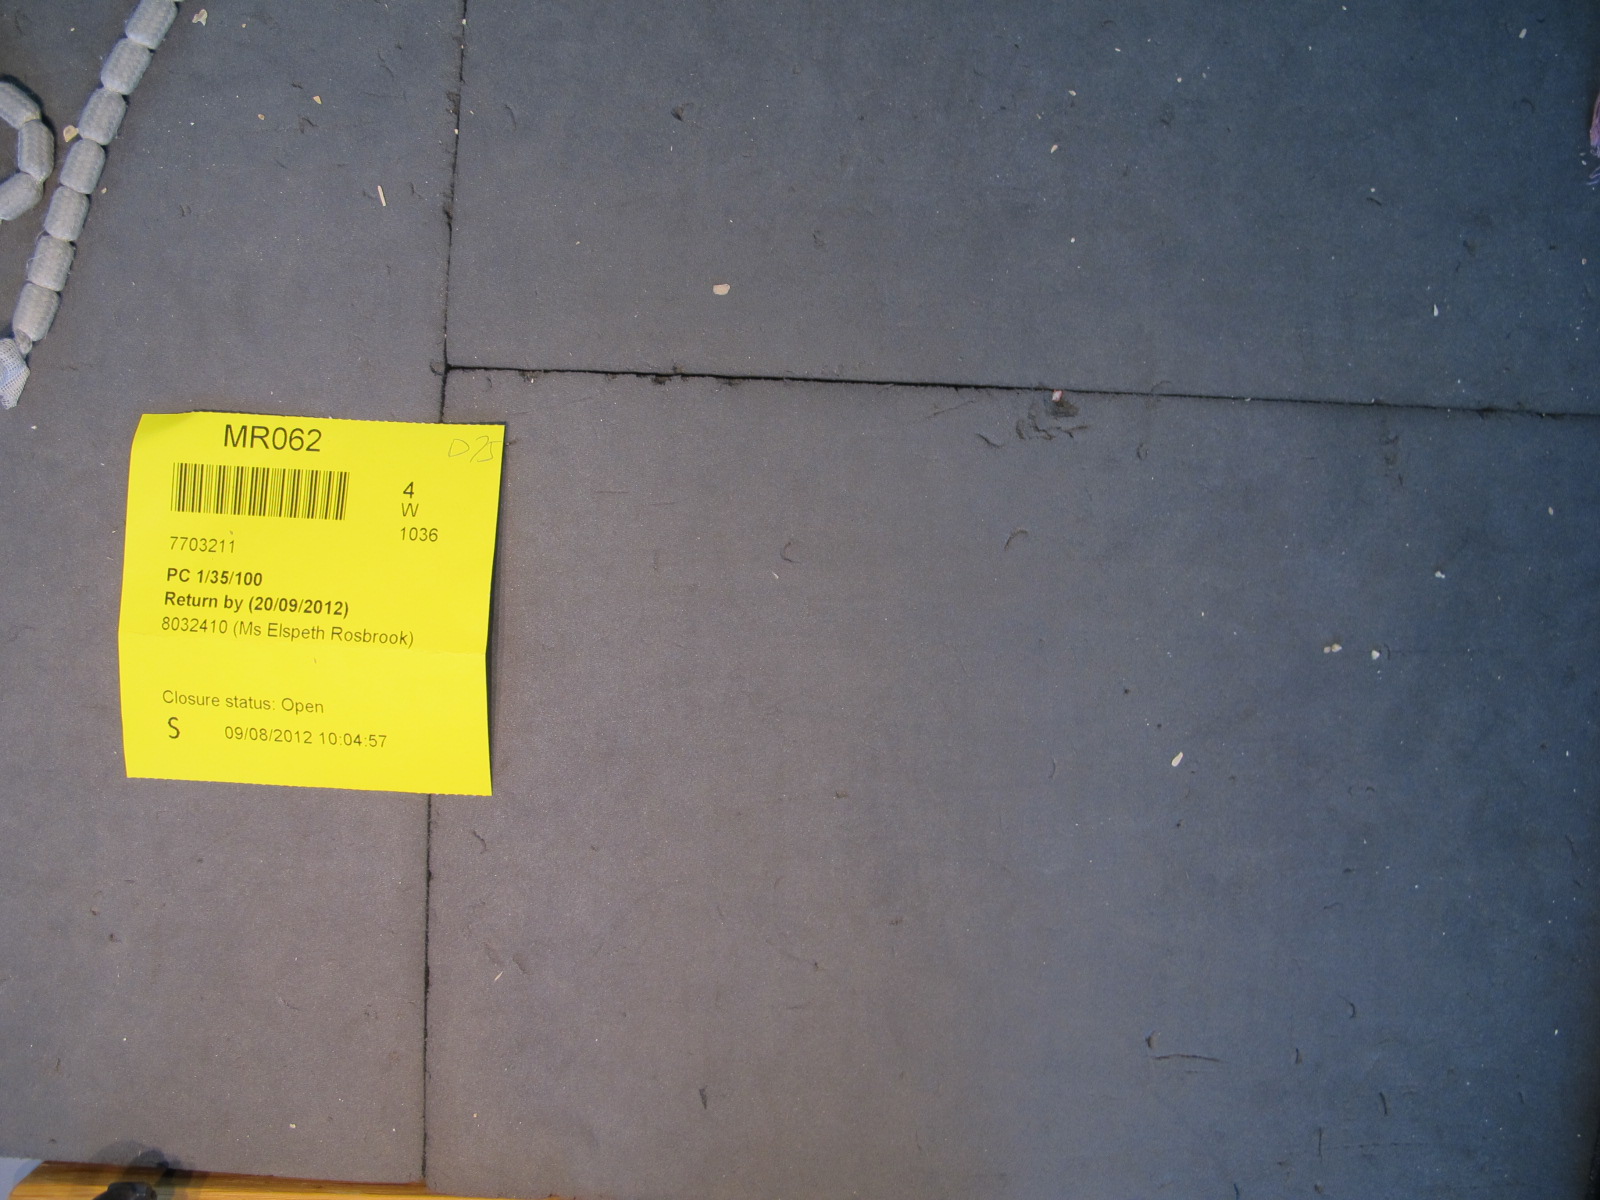 MR062
D75
4
W
1036
7703211
PC 1/35/100
Return by (20/09/2012)
8032410 (Ms Elspeth Rosbrook)
Closure status: Open
S 09/08/2012 10:04:57